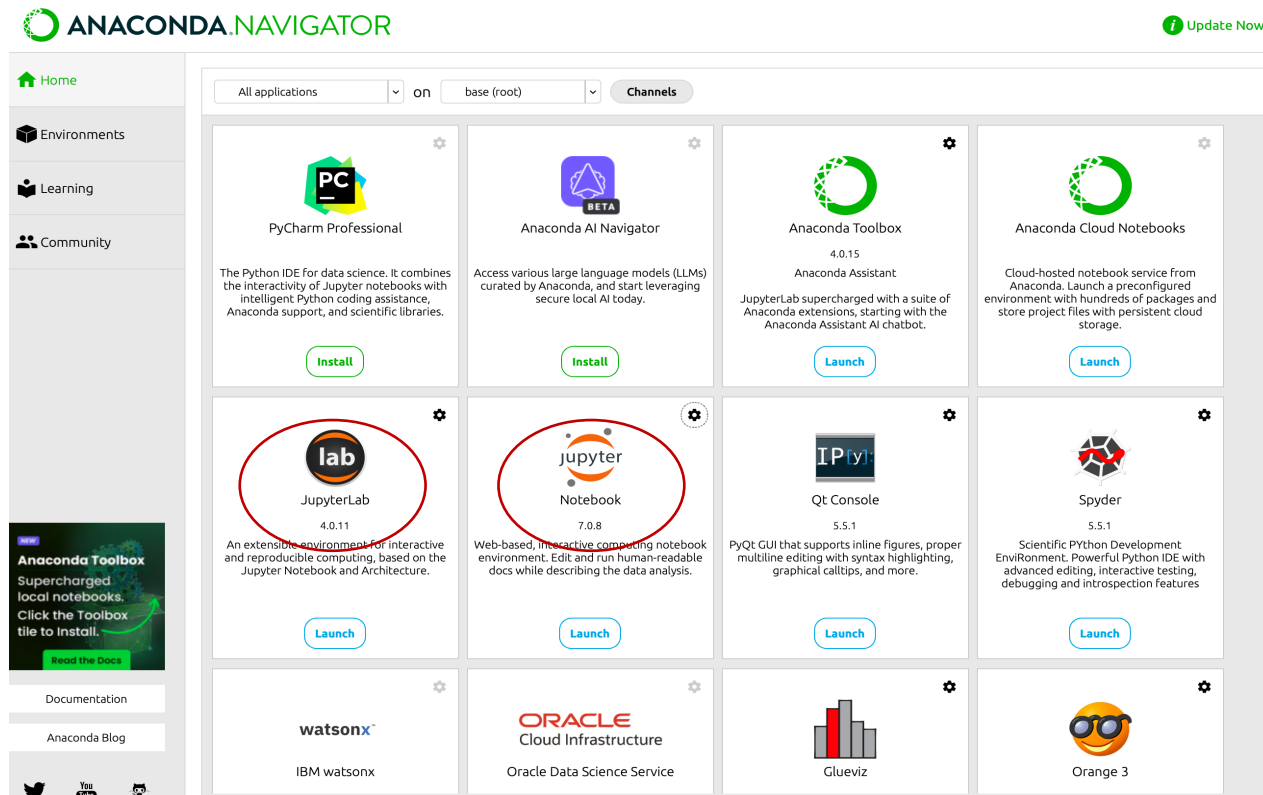 ANACONDA.NAVIGATOR
i Update Now
Home
Environments
Learning
Community
All applications
on
base (root)
Channels
PC
PyCharm Professional
The Python IDE for data science. It combines
the interactivity of Jupyter notebooks with
intelligent Python coding assistance,
Anaconda support, and scientific libraries.
Install
BETA
Anaconda AI Navigator
Access various large language models (LLMs)
curated by Anaconda, and start leveraging
secure local AI today.
Install
Anaconda Toolbox
4.0.15
Anaconda Assistant
JupyterLab supercharged with a suite of
Anaconda extensions, starting with the
Anaconda Assistant AI chatbot.
Launch
Anaconda Cloud Notebooks
Cloud-hosted notebook service from
Anaconda. Launch a preconfigured
environment with hundreds of packages and
store project files with persistent cloud
storage.
Launch
lab
JupyterLab
4.0.11
An extensible environment for interactive
and reproducible computing, based on the
Jupyter Notebook and Architecture.
Launch
jupyter
Notebook
7.0.8
Web-based, interactive computing notebook
environment. Edit and run human-readable
docs while describing the data analysis.
Launch
IP[y]:
Qt Console
5.5.1
PyQt GUI that supports inline figures, proper
multiline editing with syntax highlighting,
graphical calltips, and more.
Launch
Spyder
5.5.1
Scientific PYthon Development
EnviRonment. Powerful Python IDE with
advanced editing, interactive testing,
debugging and introspection features
Launch
NEW
Anaconda Toolbox
Supercharged
local notebooks.
Click the Toolbox
tile to Install.
Read the Docs
Documentation
Anaconda Blog
You
watsonx
IBM watsonx
ORACLE
Cloud Infrastructure
Oracle Data Science Service
Glueviz
Orange 3